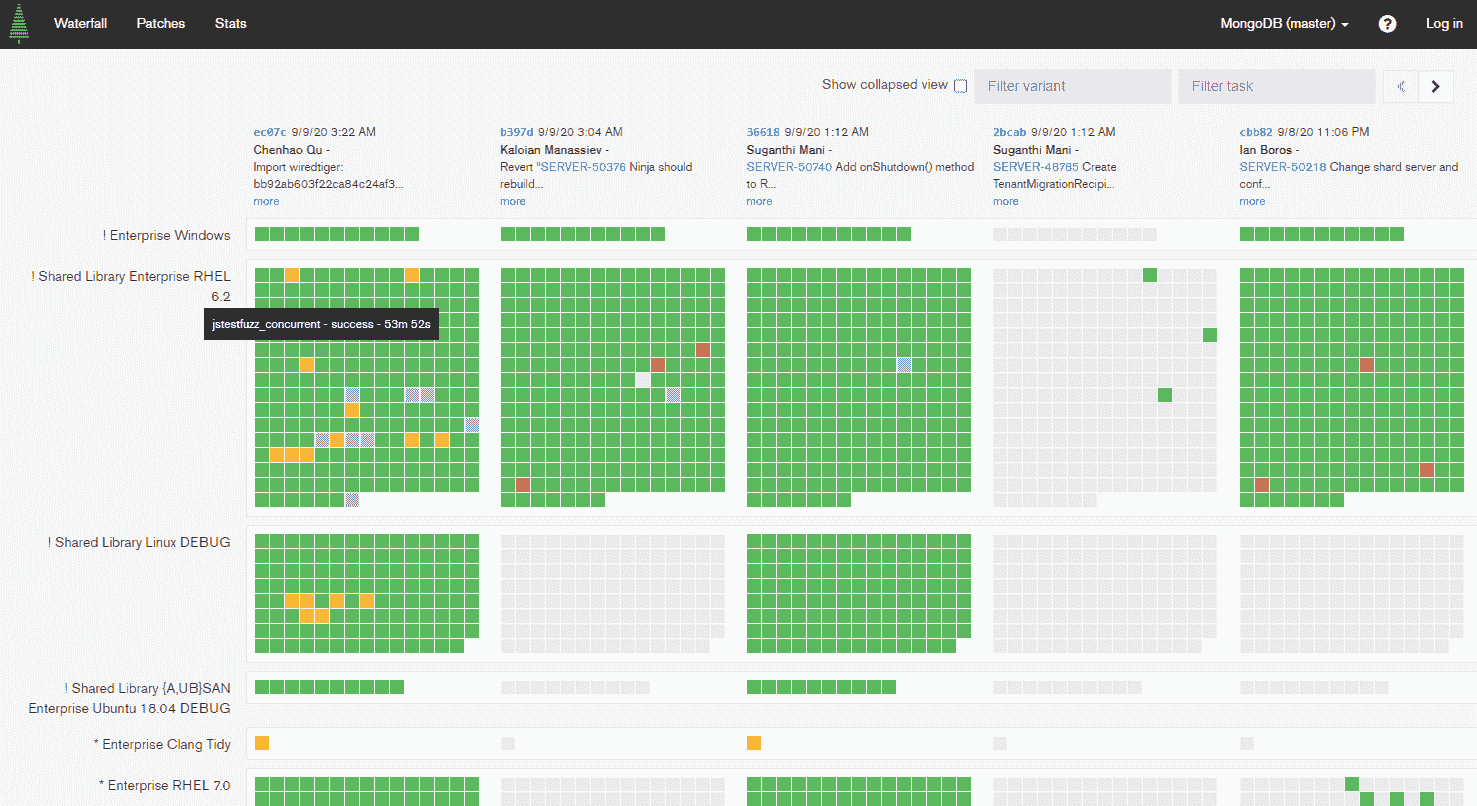 Waterfall Patches Stats MongoDB (master) ? Log in
Show collapsed view Filter variant Filter task
ec07c 9/9/20 3:22 AM
Chenhao Qu -
Import wiredtiger:
bb92ab603f22ca84c24af3...
more
b397d 9/9/20 3:04 AM
Kaloian Manassiev -
Revert "SERVER-50376 Ninja should
rebuild...
more
36618 9/9/20 1:12 AM
Suganthi Mani -
SERVER-50740 Add onShutdown() method
to R...
more
2bcab 9/9/20 1:12 AM
Suganthi Mani -
SERVER-48785 Create
TenantMigrationRecipi...
more
cbb82 9/8/20 11:06 PM
Ian Boros -
SERVER-50218 Change shard server and
conf...
more
! Enterprise Windows
! Shared Library Enterprise RHEL
6.2
jstestfuzz_concurrent - success - 53m 52s
! Shared Library Linux DEBUG
! Shared Library {A,UB}SAN
Enterprise Ubuntu 18.04 DEBUG
* Enterprise Clang Tidy
* Enterprise RHEL 7.0